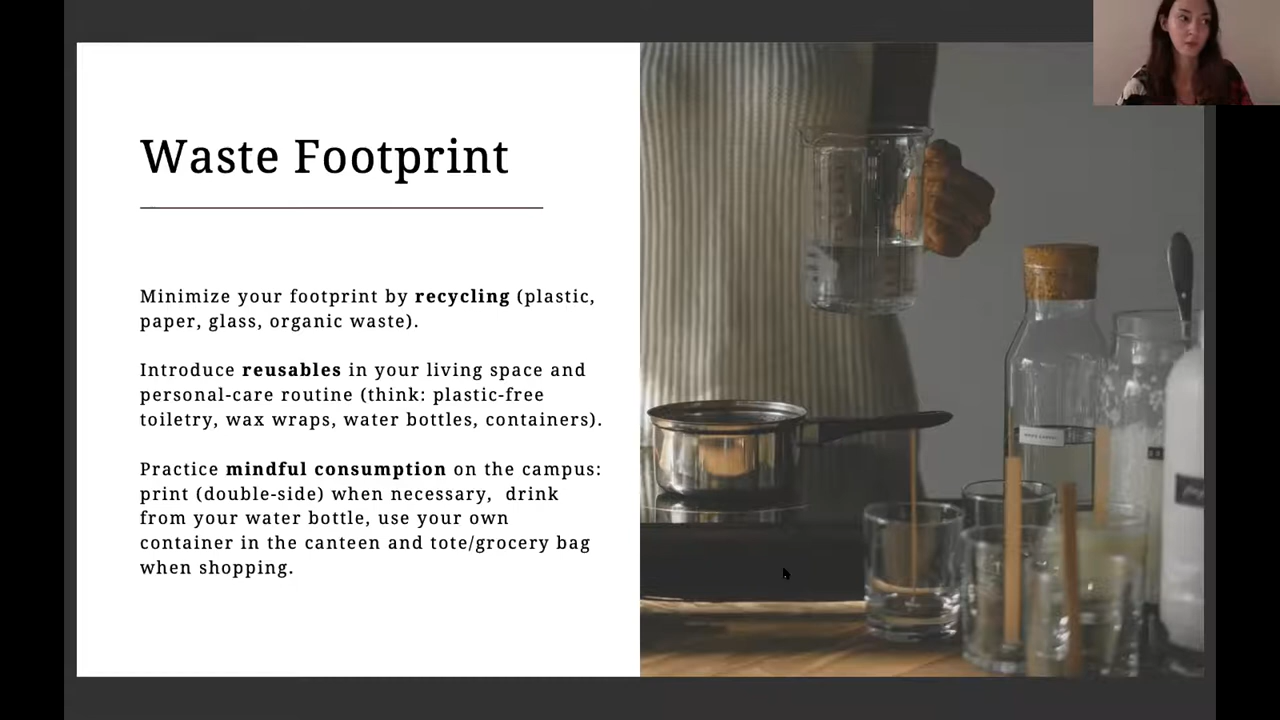 Waste Footprint
Minimize your footprint by recycling (plastic,
paper, glass, organic waste).
Introduce reusables in your living space and
personal-care routine (think: plastic-free
toiletry, wax wraps, water bottles, containers).
Practice mindful consumption on the campus:
print (double-side) when necessary,  drink
from your water bottle, use your own
container in the canteen and tote/grocery bag
when shopping.